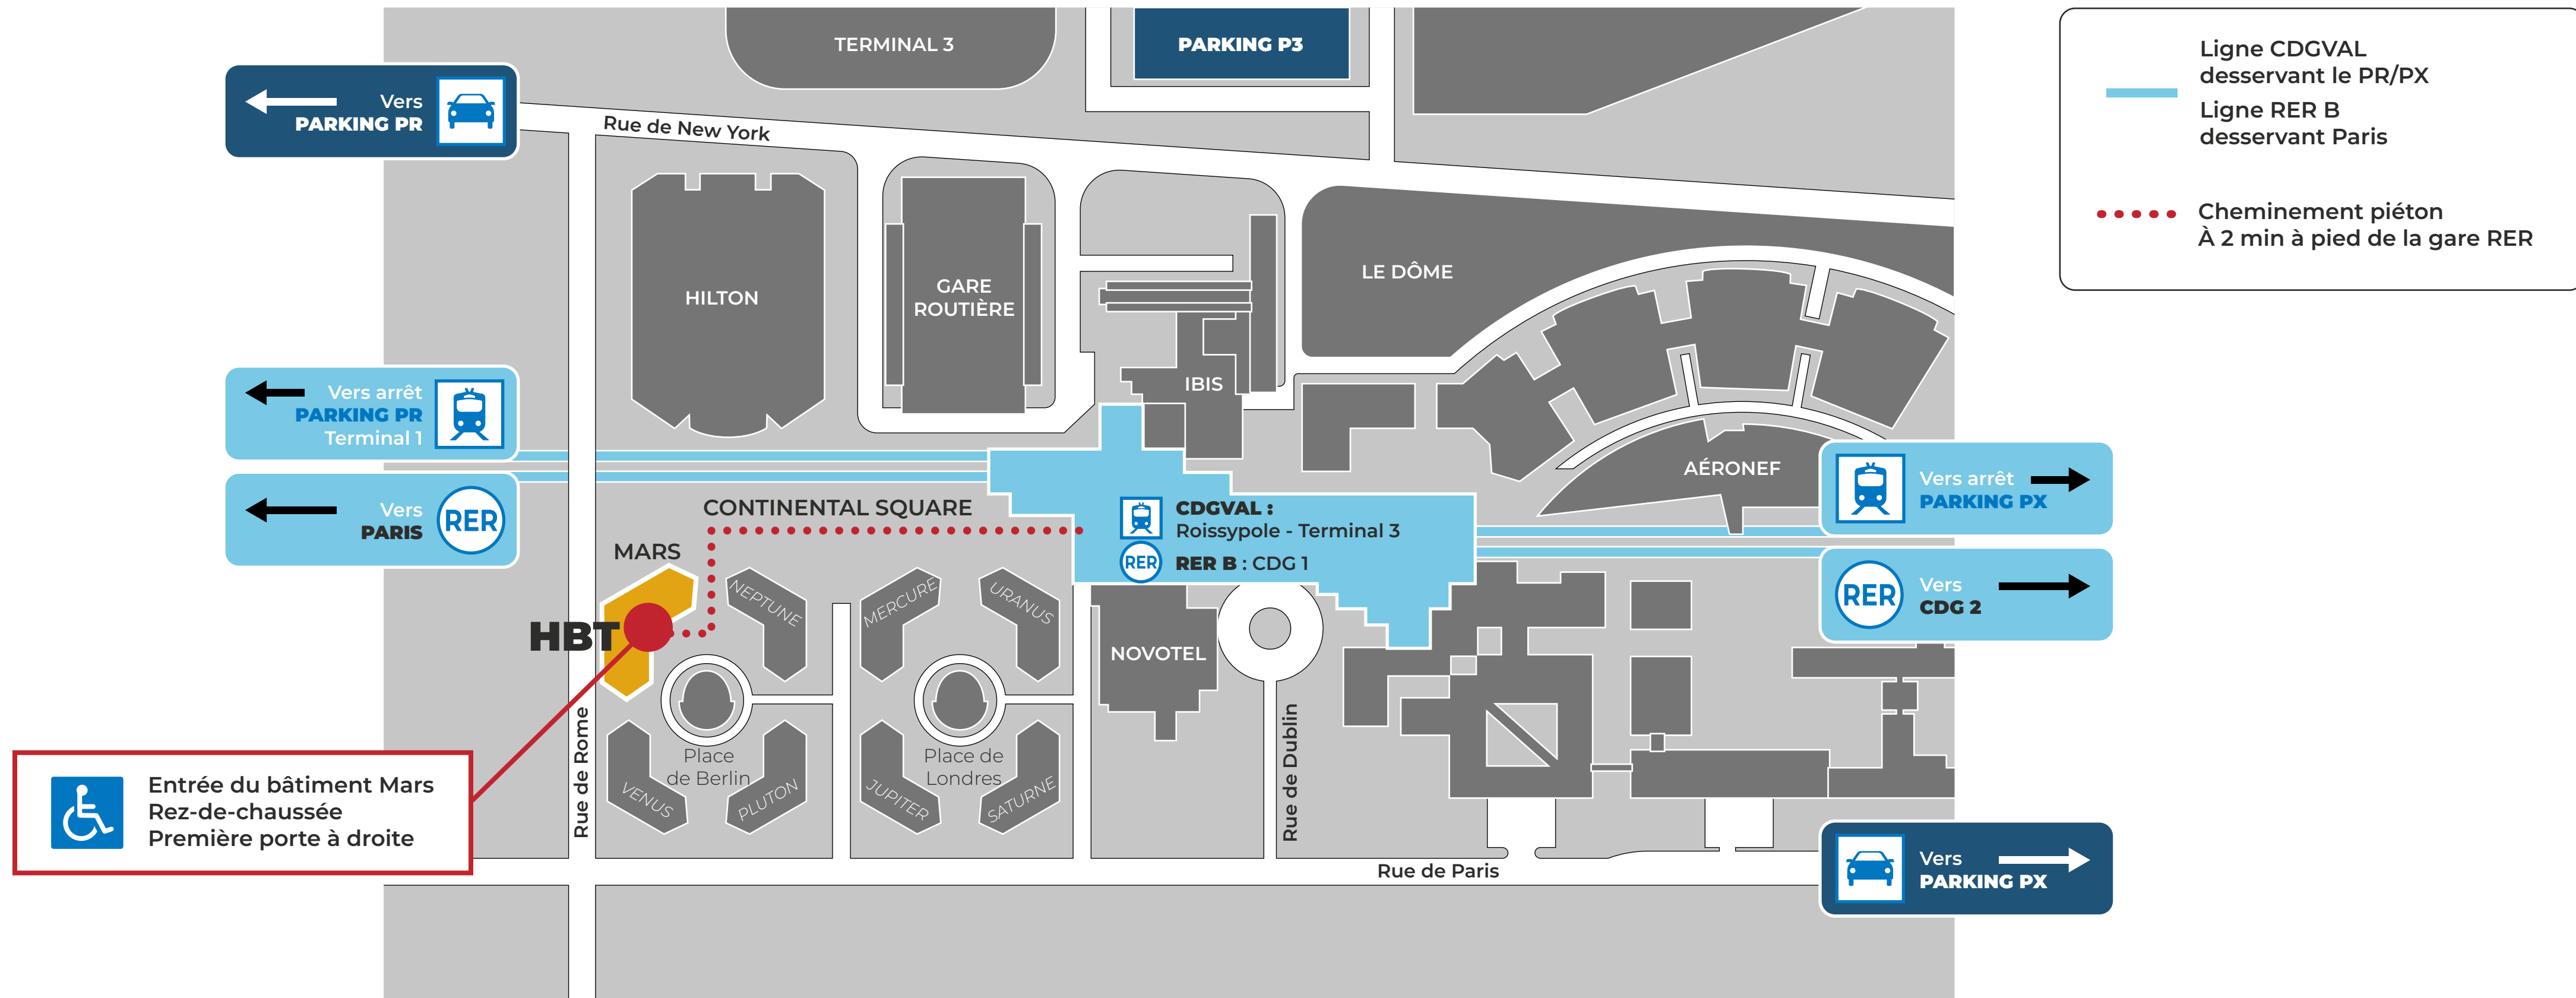 TERMINAL 3
PARKING P3
Ligne CDGVAL
desservant le PR/PX
Ligne RER B
desservant Paris
Cheminement piéton
À 2 min à pied de la gare RER
Vers
PARKING PR
Rue de New York
HILTON
GARE
ROUTIÈRE
LE DÔME
IBIS
Vers arrêt
PARKING PR
Terminal 1
Vers
PARIS
RER
AÉRONEF
Vers arrêt
PARKING PX
RER
Vers
CDG 2
CONTINENTAL SQUARE
CDGVAL :
Roissypole - Terminal 3
RER
RER B : CDG 1
MARS
HBT
NEPTUNE
MERCURE
URANUS
NOVOTEL
Place
de Berlin
Place de
Londres
VENUS
PLUTON
JUPITER
SATURNE
Rue de Rome
Rue de Dublin
Entrée du bâtiment Mars
Rez-de-chaussée
Première porte à droite
Rue de Paris
Vers
PARKING PX